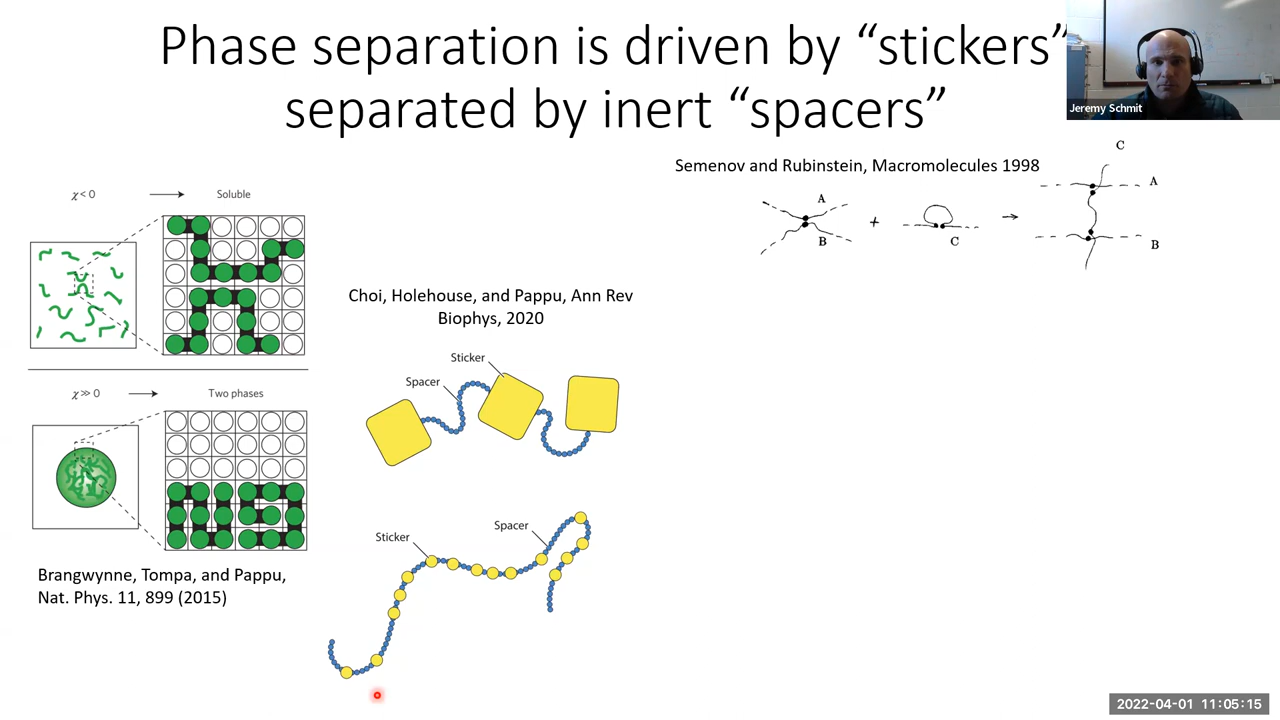 Phase separation is driven by “stickers”
separated by inert “spacers”
Jeremy Schmit
Semenov and Rubinstein, Macromolecules 1998
C
A
A
B
+
C
B
χ < 0
Soluble
χ ≫ 0
Two phases
Brangwynne, Tompa, and Pappu,
Nat. Phys. 11, 899 (2015)
Choi, Holehouse, and Pappu, Ann Rev
Biophys, 2020
Sticker
Spacer
Spacer
Sticker
2022-04-01 11:05:15